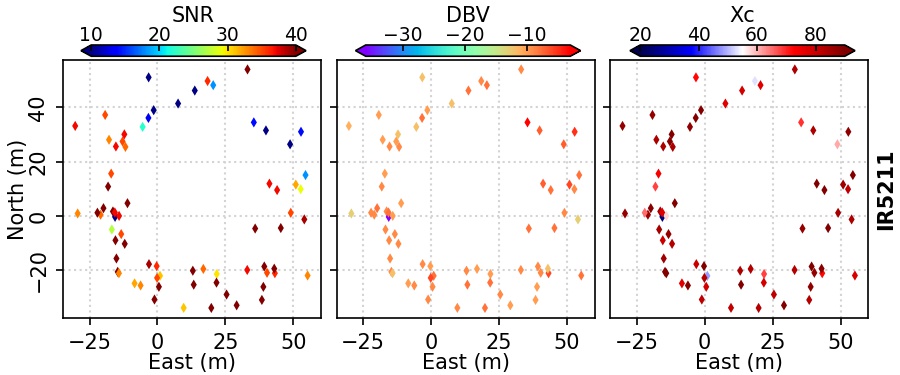 SNR DBV Xc
10 20 30 40 −30 −20 −10 20 40 60 80
North (m)
40
20
0
−20
−25 0 25 50 −25 0 25 50 −25 0 25 50
East (m) East (m) East (m)
IR5211